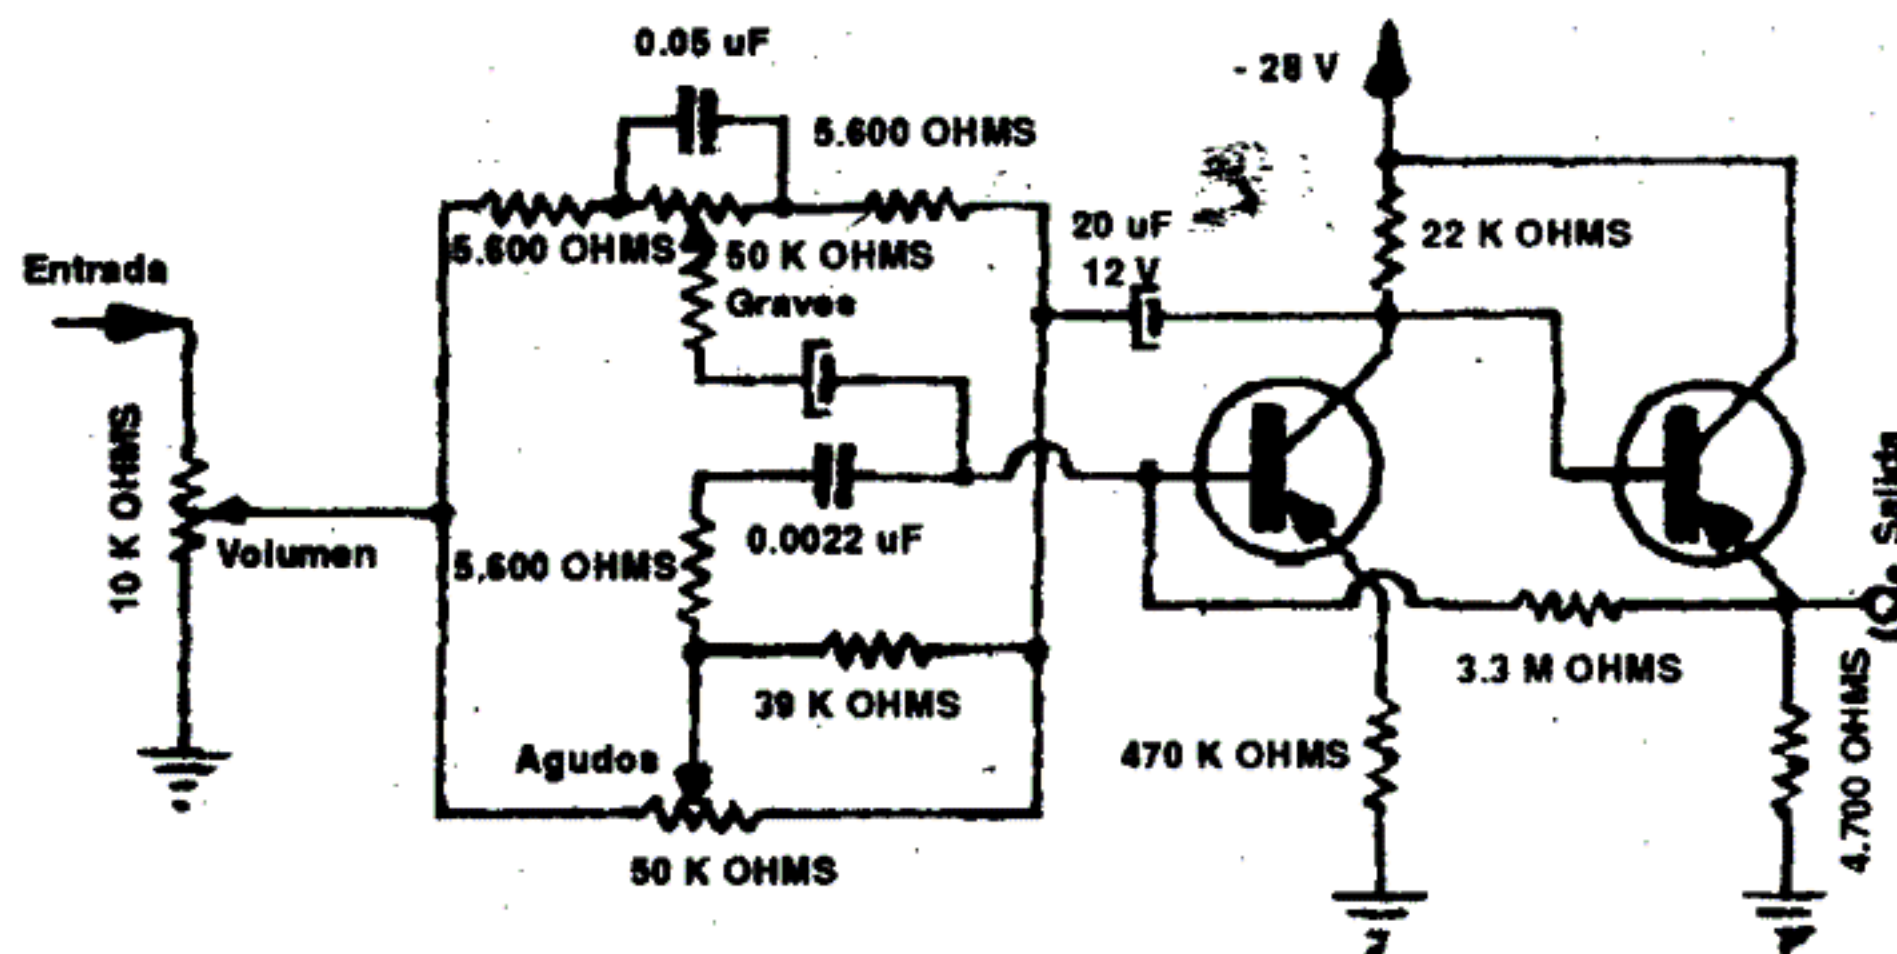 0.05 uF
- 28 V
5.600 OHMS
5.600 OHMS
50 K OHMS
Graves
20 uF
12 V
22 K OHMS
Entrada
10 K OHMS
Volumen
5,600 OHMS
0.0022 uF
39 K OHMS
Agudos
50 K OHMS
3.3 M OHMS
470 K OHMS
4.700 OHMS
Salida